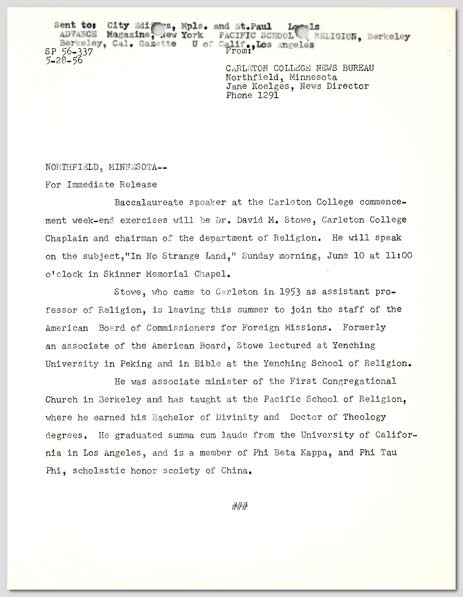 Sent to: City Editors, Mpls. and St.Paul Locals
ADVANCE Magazine, New York PACIFIC SCHOOL OF RELIGION, Berkeley
Berkeley, Cal. Gazette U of Calif.,Los Angeles
SP 56-337 From:
5-28-56
CARLETON COLLEGE NEWS BUREAU
Northfield, Minnesota
Jane Koelges, News Director
Phone 1291
NORTHFIELD, MINNESOTA--
For Immediate Release
Baccalaureate speaker at the Carleton College commence-
ment week-end exercises will be Dr. David M. Stowe, Carleton College
Chaplain and chairman of the department of Religion. He will speak
on the subject,"In No Strange Land," Sunday morning, June 10 at 11:00
o'clock in Skinner Memorial Chapel.
Stowe, who came to Carleton in 1953 as assistant pro-
fessor of Religion, is leaving this summer to join the staff of the
American Board of Commissioners for Foreign Missions. Formerly
an associate of the American Board, Stowe lectured at Yenching
University in Peking and in Bible at the Yenching School of Religion.
He was associate minister of the First Congregational
Church in Berkeley and has taught at the Pacific School of Religion,
where he earned his Bachelor of Divinity and Doctor of Theology
degrees. He graduated summa cum laude from the University of Califor-
nia in Los Angeles, and is a member of Phi Beta Kappa, and Phi Tau
Phi, scholastic honor scoiety of China.
###